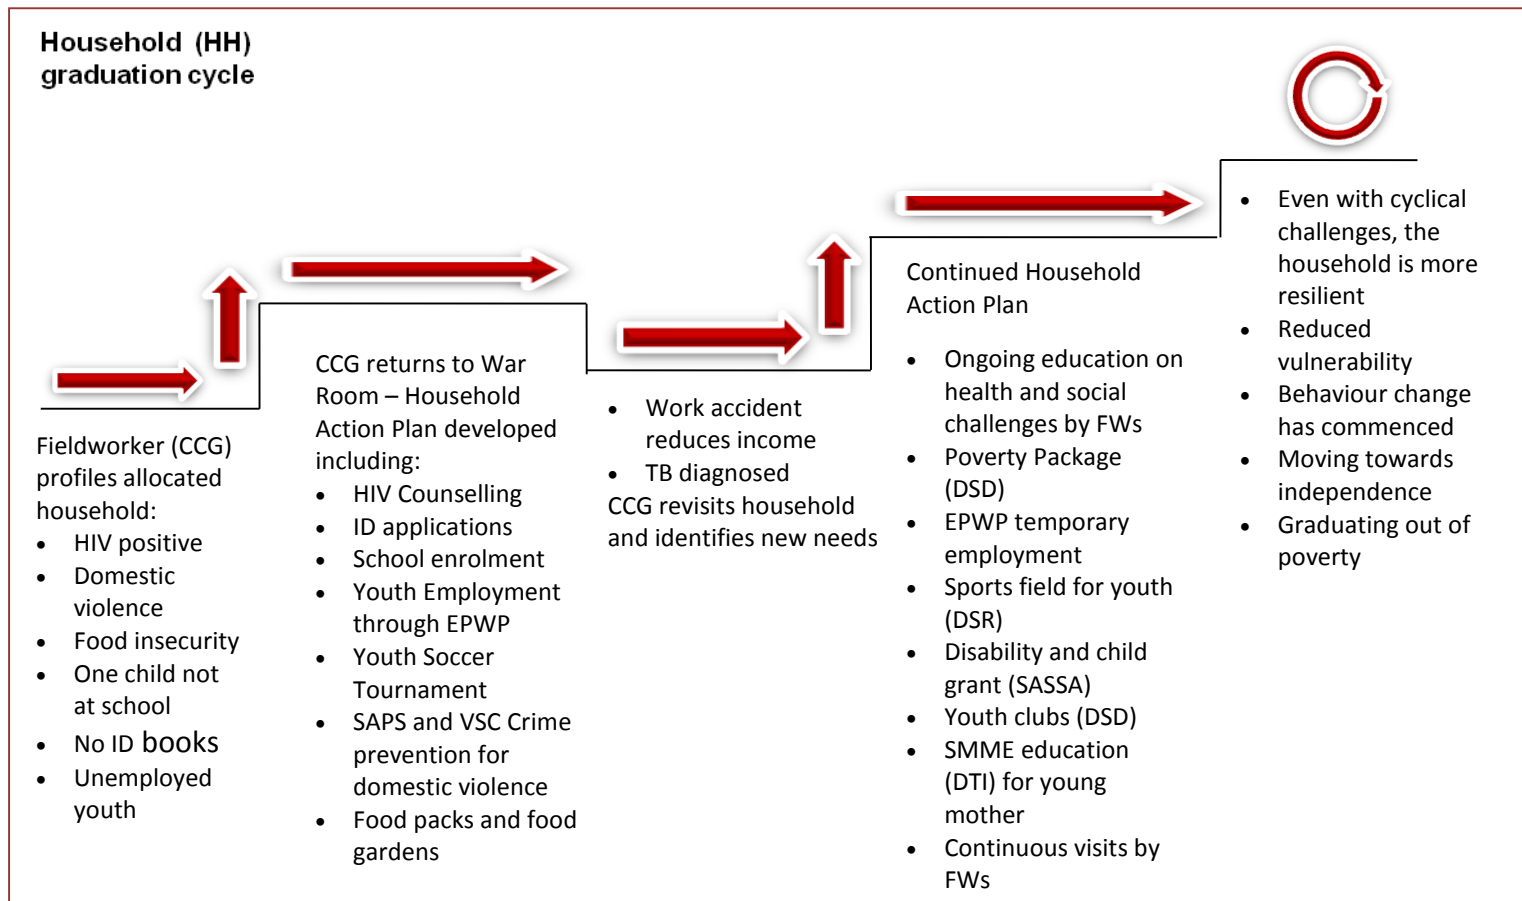 Household (HH)
graduation cycle
Fieldworker (CCG)
profiles allocated
household:
• HIV positive
• Domestic
violence
• Food insecurity
• One child not
at school
• No ID books
• Unemployed
youth
CCG returns to War
Room – Household
Action Plan developed
including:
• HIV Counselling
• ID applications
• School enrolment
• Youth Employment
through EPWP
• Youth Soccer
Tournament
• SAPS and VSC Crime
prevention for
domestic violence
• Food packs and food
gardens
• Work accident
reduces income
• TB diagnosed
CCG revisits household
and identifies new needs
Continued Household
Action Plan
• Ongoing education on
health and social
challenges by FWs
• Poverty Package
(DSD)
• EPWP temporary
employment
• Sports field for youth
(DSR)
• Disability and child
grant (SASSA)
• Youth clubs (DSD)
• SMME education
(DTI) for young
mother
• Continuous visits by
FWs
• Even with cyclical
challenges, the
household is more
resilient
• Reduced
vulnerability
• Behaviour change
has commenced
• Moving towards
independence
• Graduating out of
poverty